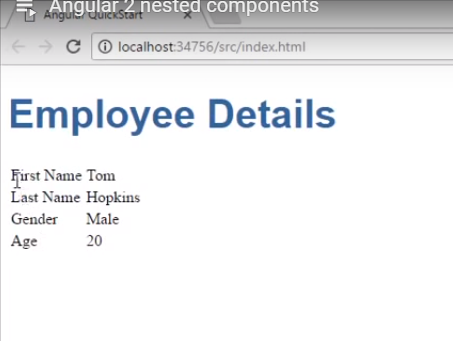 Angular 2 nested components
Angular QuickStart
localhost:34756/src/index.html
Employee Details
First Name Tom
Last Name Hopkins
Gender Male
Age 20